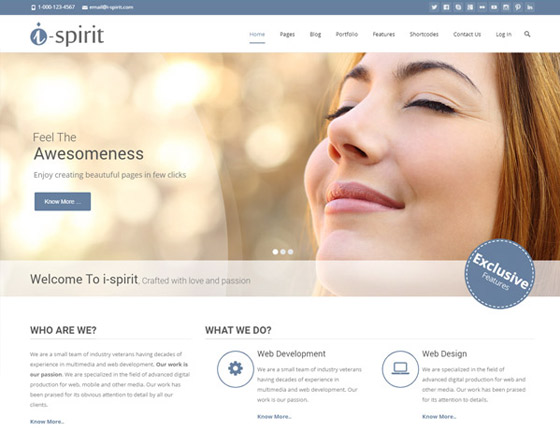 1-000-123-4567 email@i-spirit.com
i-spirit
Home Pages Blog Portfolio Features Shortcodes Contact Us Log In
Feel The
Awesomeness
Enjoy creating beautuful pages in few clicks
Know More ...
Exclusive
Features
Welcome To i-spirit, Crafted with love and passion
WHO ARE WE?
We are a small team of industry veterans having decades of
experience in multimedia and web development. Our work
is our passion. We are specialized in the field of advanced digital
production for web, mobile and other media. Our work has
been praised for its obvious attention to detail by all our
clients.
Know More..
WHAT WE DO?
Web Development
We are a small team of industry veterans
having decades of experience in
multimedia and web development. Our
work is our passion.
Know More..
Web Design
We are specialized in the field of
advanced digital production for web and
other media. Our work has been praised
for its attention to details.
Know More..